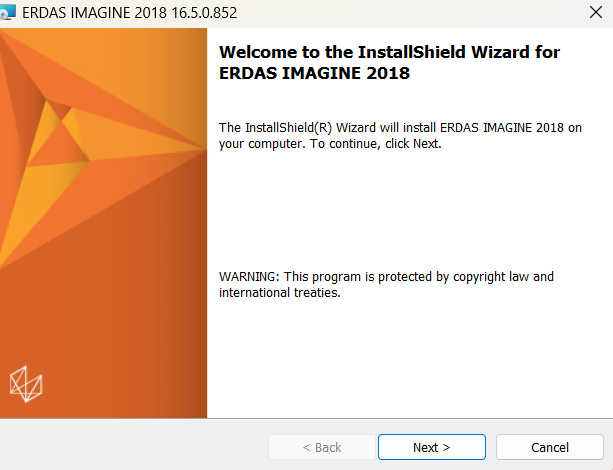 ERDAS IMAGINE 2018 16.5.0.852
Welcome to the InstallShield Wizard for
ERDAS IMAGINE 2018
The InstallShield(R) Wizard will install ERDAS IMAGINE 2018 on
your computer. To continue, click Next.
WARNING: This program is protected by copyright law and
international treaties.
< Back
Next >
Cancel